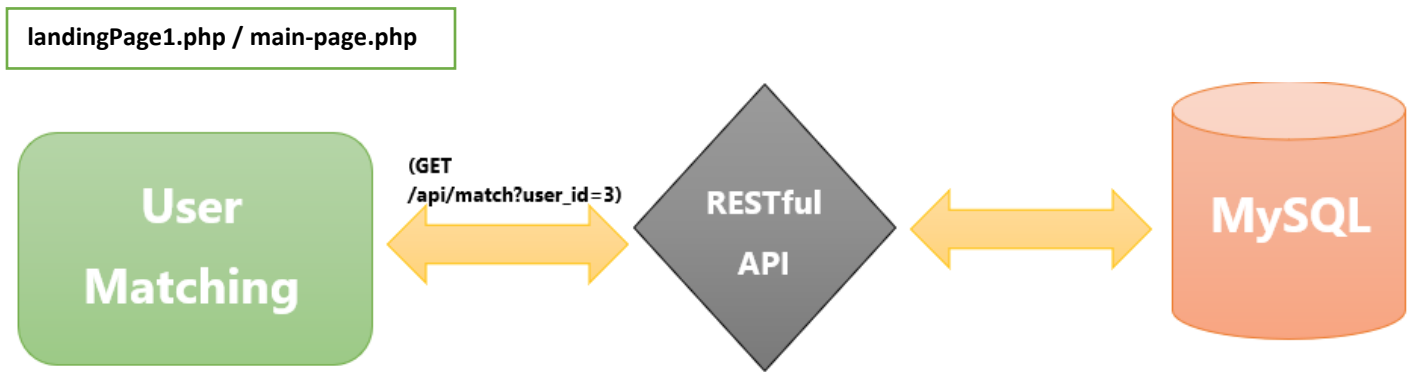 landingPage1.php / main-page.php
User
Matching
(GET
/api/match?user_id=3)
RESTful
API
MySQL